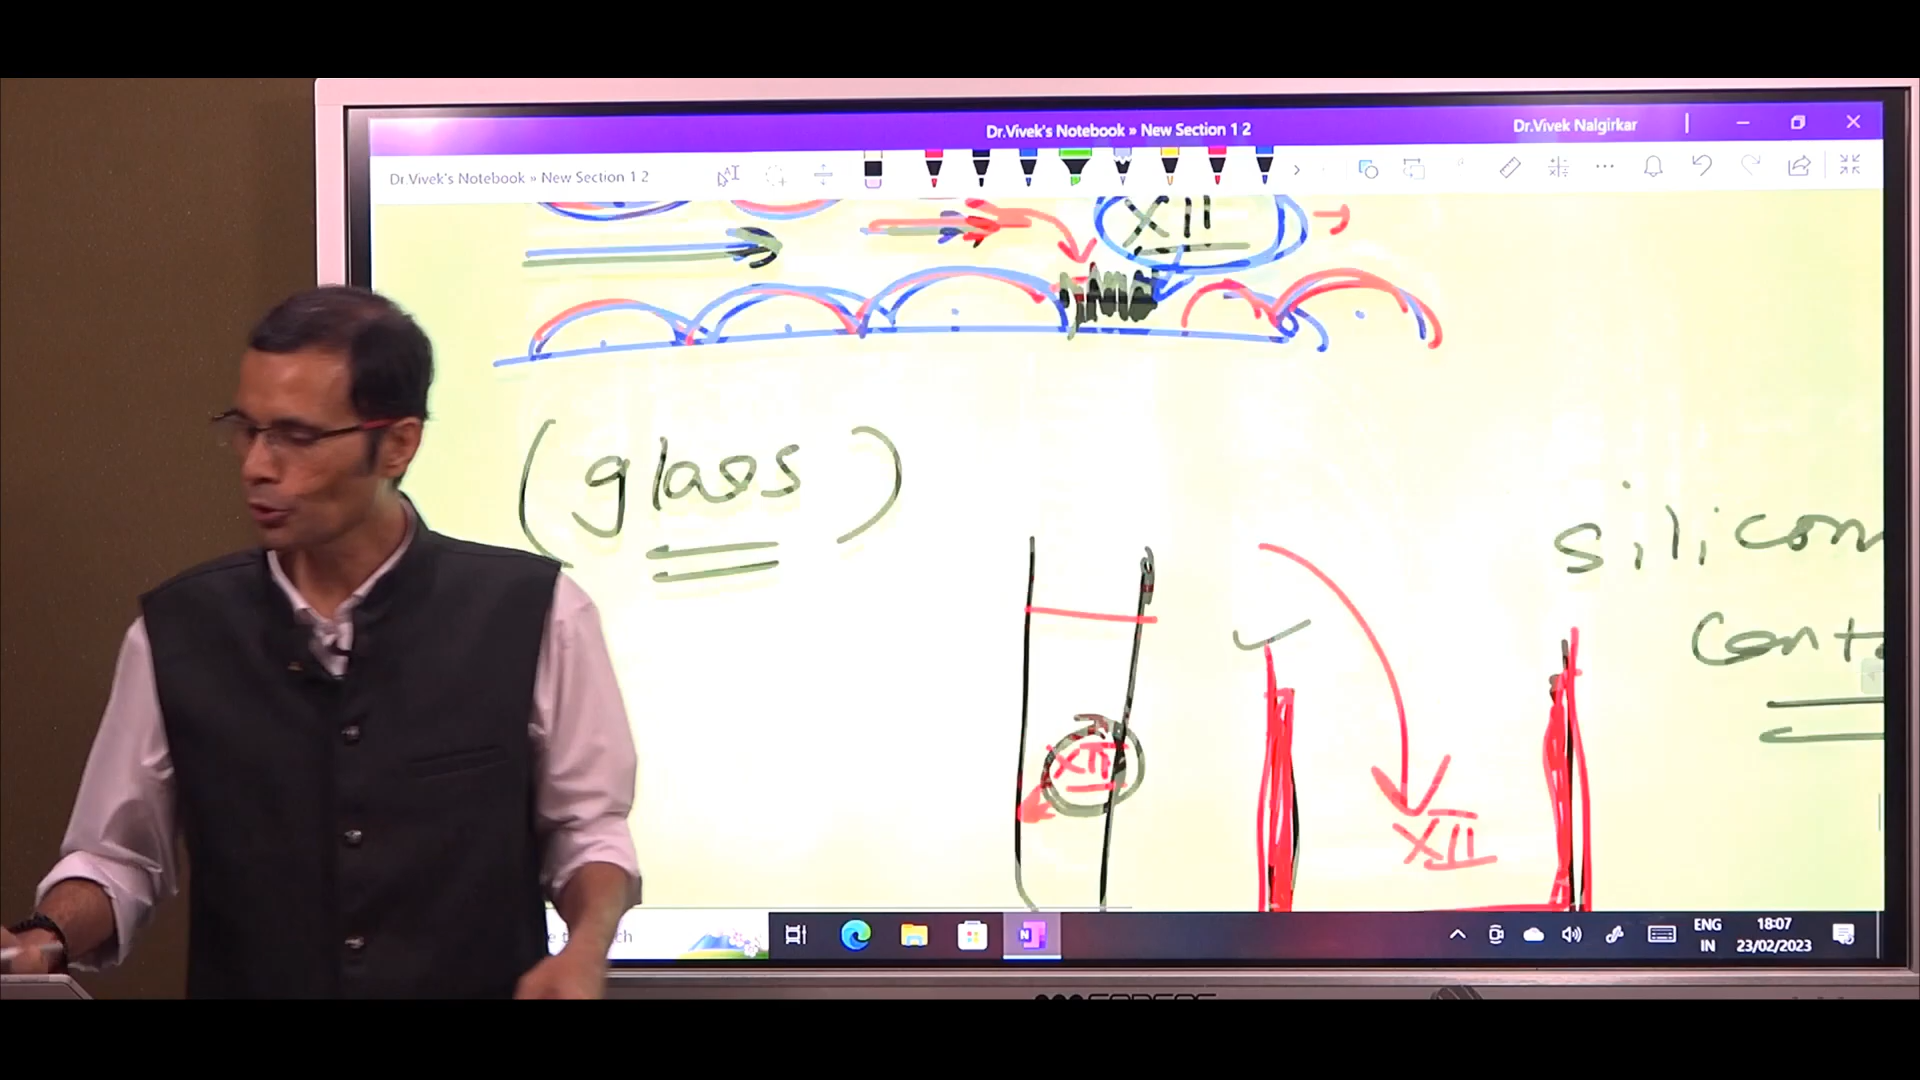 Dr.Vivek's Notebook » New Section 1 2
Dr.Vivek Nalgirkar
Dr.Vivek's Notebook » New Section 1 2
XII
(glass)
silicon
cont
XII
XII
ch
ENG
IN
18:07
23/02/2023